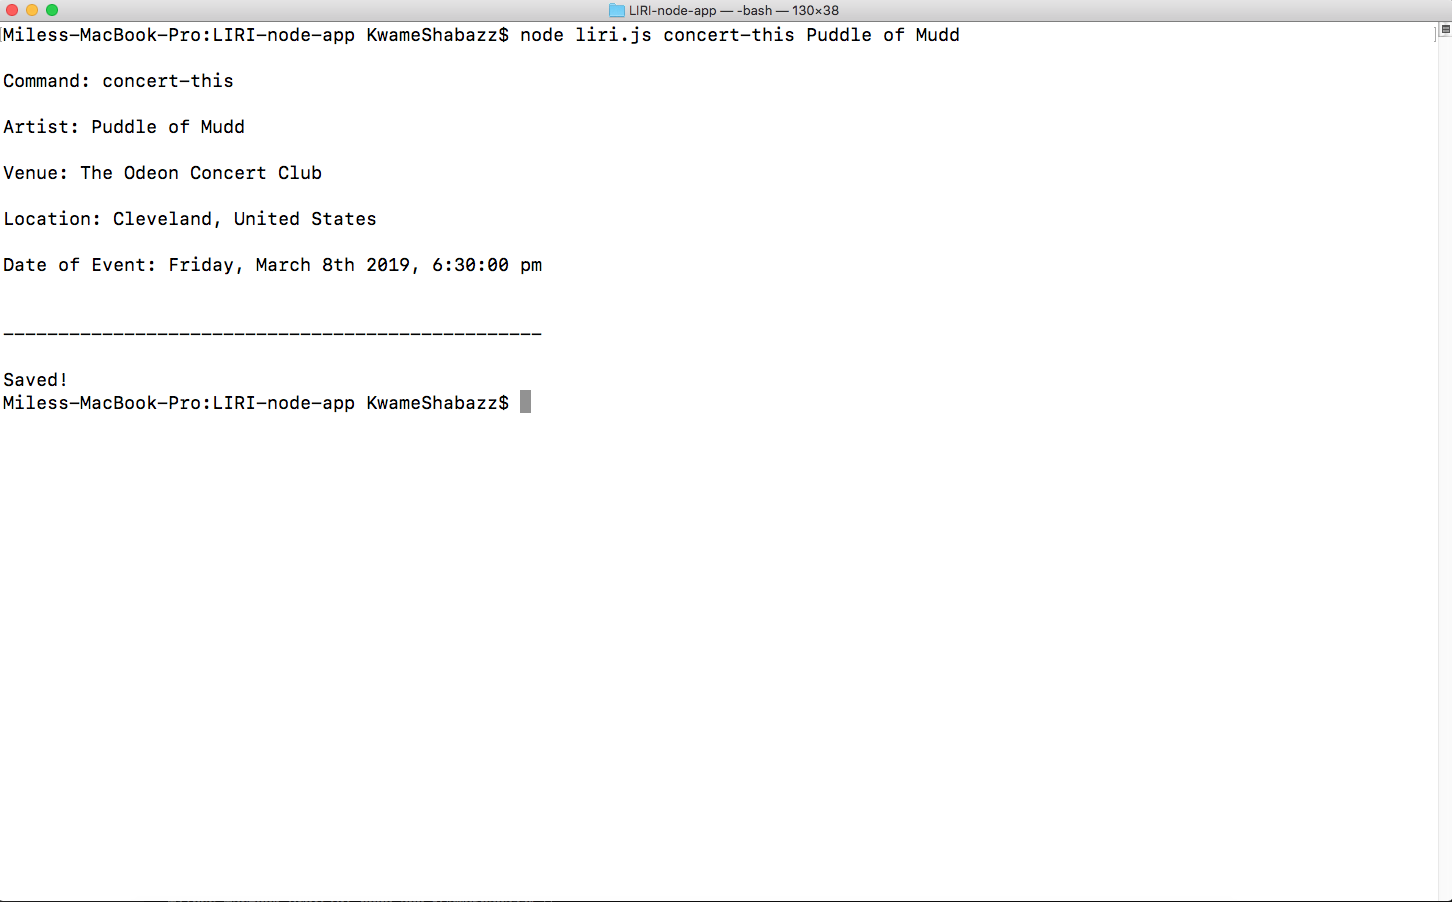 LIRI-node-app — -bash — 130×38
Miless-MacBook-Pro:LIRI-node-app KwameShabazz$ node liri.js concert-this Puddle of Mudd
Command: concert-this
Artist: Puddle of Mudd
Venue: The Odeon Concert Club
Location: Cleveland, United States
Date of Event: Friday, March 8th 2019, 6:30:00 pm
_________________________________________________
Saved!
Miless-MacBook-Pro:LIRI-node-app KwameShabazz$